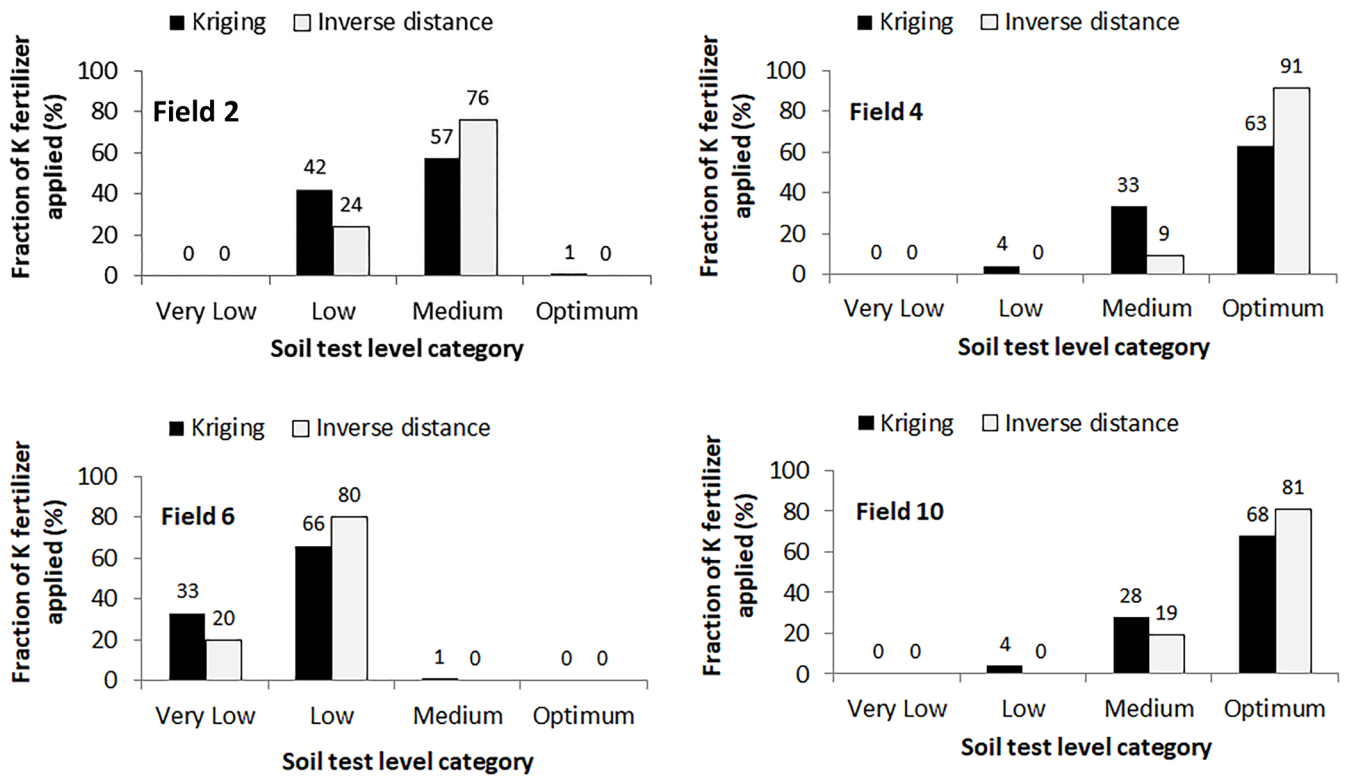 Kriging Inverse distance
Fraction of K fertilizer
applied (%)
100
80
60
40
20
0
Field 2
42
24
57
76
0 0
1 0
Very Low Low Medium Optimum
Soil test level category
Kriging Inverse distance
Fraction of K fertilizer
applied (%)
100
80
60
40
20
0
Field 4
0 0
4 0
33
9
63
91
Very Low Low Medium Optimum
Soil test level category
Kriging Inverse distance
Fraction of K fertilizer
applied (%)
100
80
60
40
20
0
Field 6
33
20
66
80
1 0
0 0
Very Low Low Medium Optimum
Soil test level category
Kriging Inverse distance
Fraction of K fertilizer
applied (%)
100
80
60
40
20
0
Field 10
0 0
4 0
28
19
68
81
Very Low Low Medium Optimum
Soil test level category